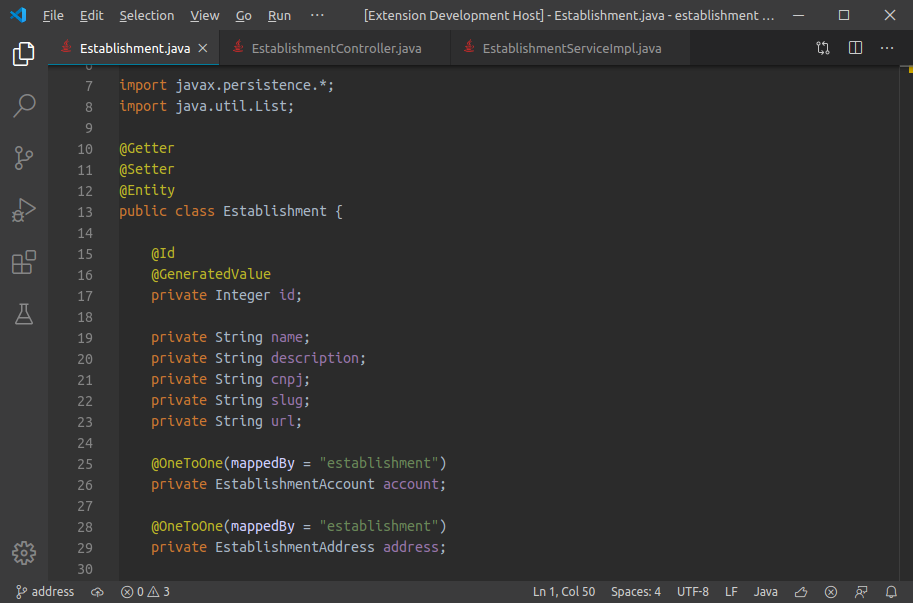 File Edit Selection View Go Run ··· [Extension Development Host] - Establishment.java - establishment ...
Establishment.java EstablishmentController.java EstablishmentServiceImpl.java ···
6
7 import javax.persistence.*;
8 import java.util.List;
9
10 @Getter
11 @Setter
12 @Entity
13 public class Establishment {
14
15     @Id
16     @GeneratedValue
17     private Integer id;
18
19     private String name;
20     private String description;
21     private String cnpj;
22     private String slug;
23     private String url;
24
25     @OneToOne(mappedBy = "establishment")
26     private EstablishmentAccount account;
27
28     @OneToOne(mappedBy = "establishment")
29     private EstablishmentAddress address;
30
address 0 3 Ln 1, Col 50 Spaces: 4 UTF-8 LF Java